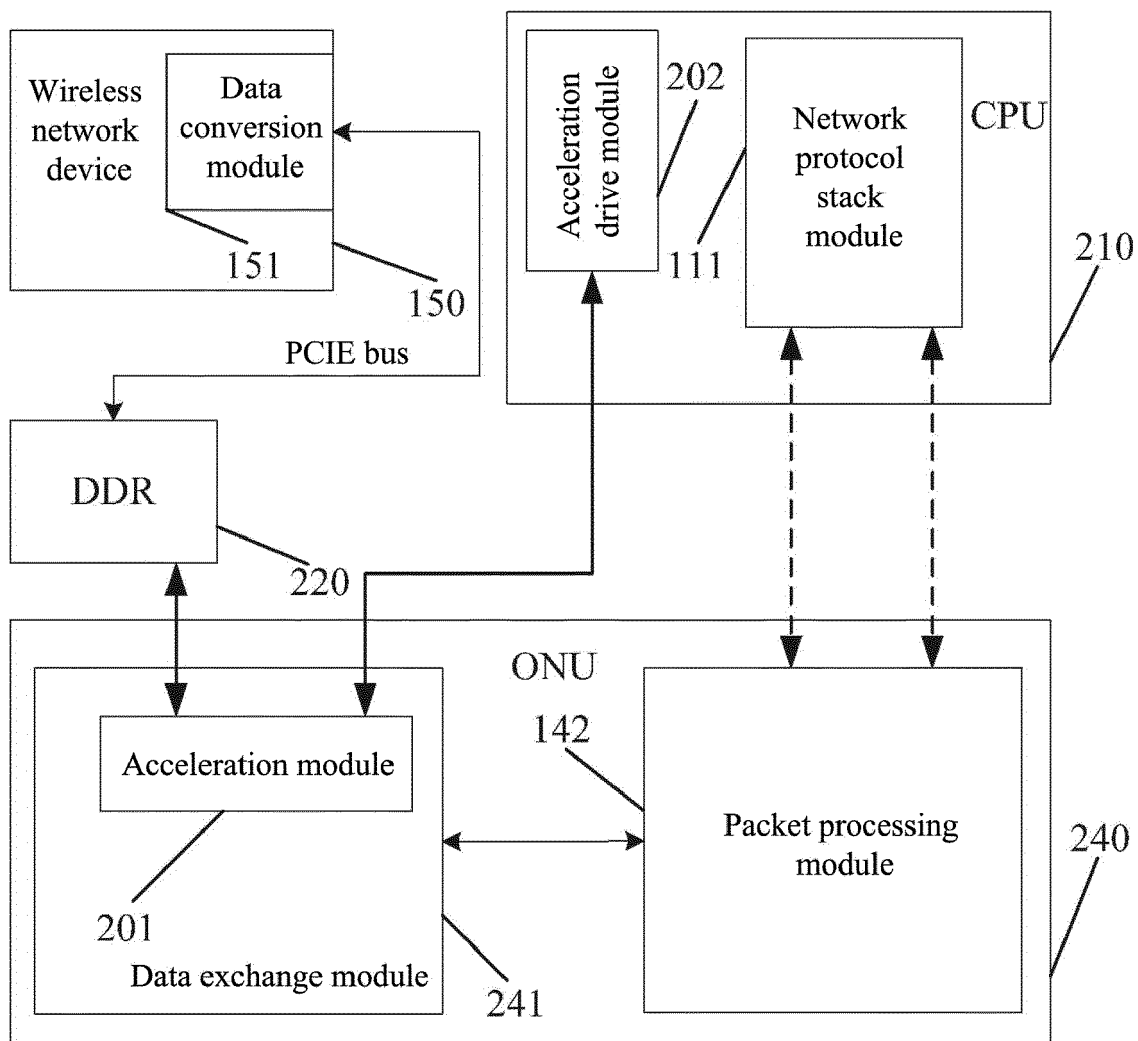 Wireless
network
device
Data
conversion
module
151
150
PCIE bus
Acceleration
drive module
202
111
Network
protocol
stack
module
CPU
210
DDR
220
ONU
Acceleration module
201
Data exchange module
241
142
Packet processing
module
240